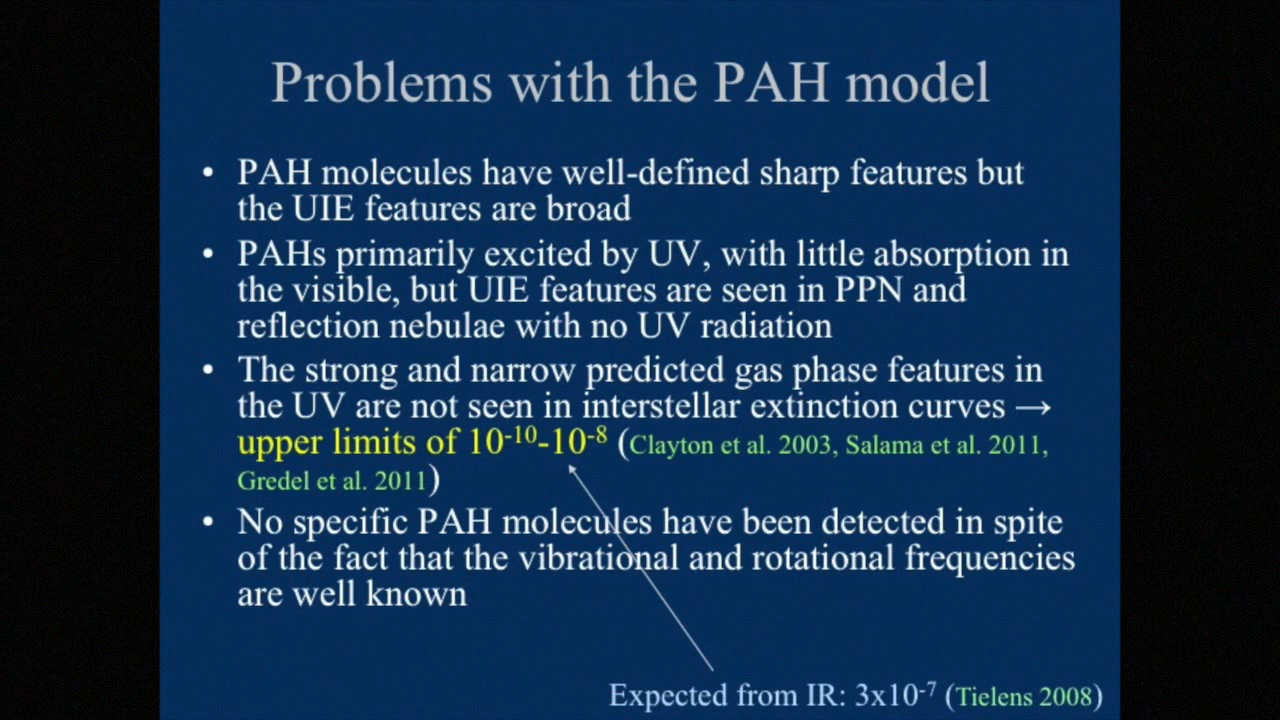 Problems with the PAH model
• PAH molecules have well-defined sharp features but
the UIE features are broad
• PAHs primarily excited by UV, with little absorption in
the visible, but UIE features are seen in PPN and
reflection nebulae with no UV radiation
• The strong and narrow predicted gas phase features in
the UV are not seen in interstellar extinction curves →
upper limits of 10⁻¹⁰-10⁻⁸ (Clayton et al. 2003, Salama et al. 2011,
Gredel et al. 2011)
• No specific PAH molecules have been detected in spite
of the fact that the vibrational and rotational frequencies
are well known
Expected from IR: 3x10⁻⁷ (Tielens 2008)